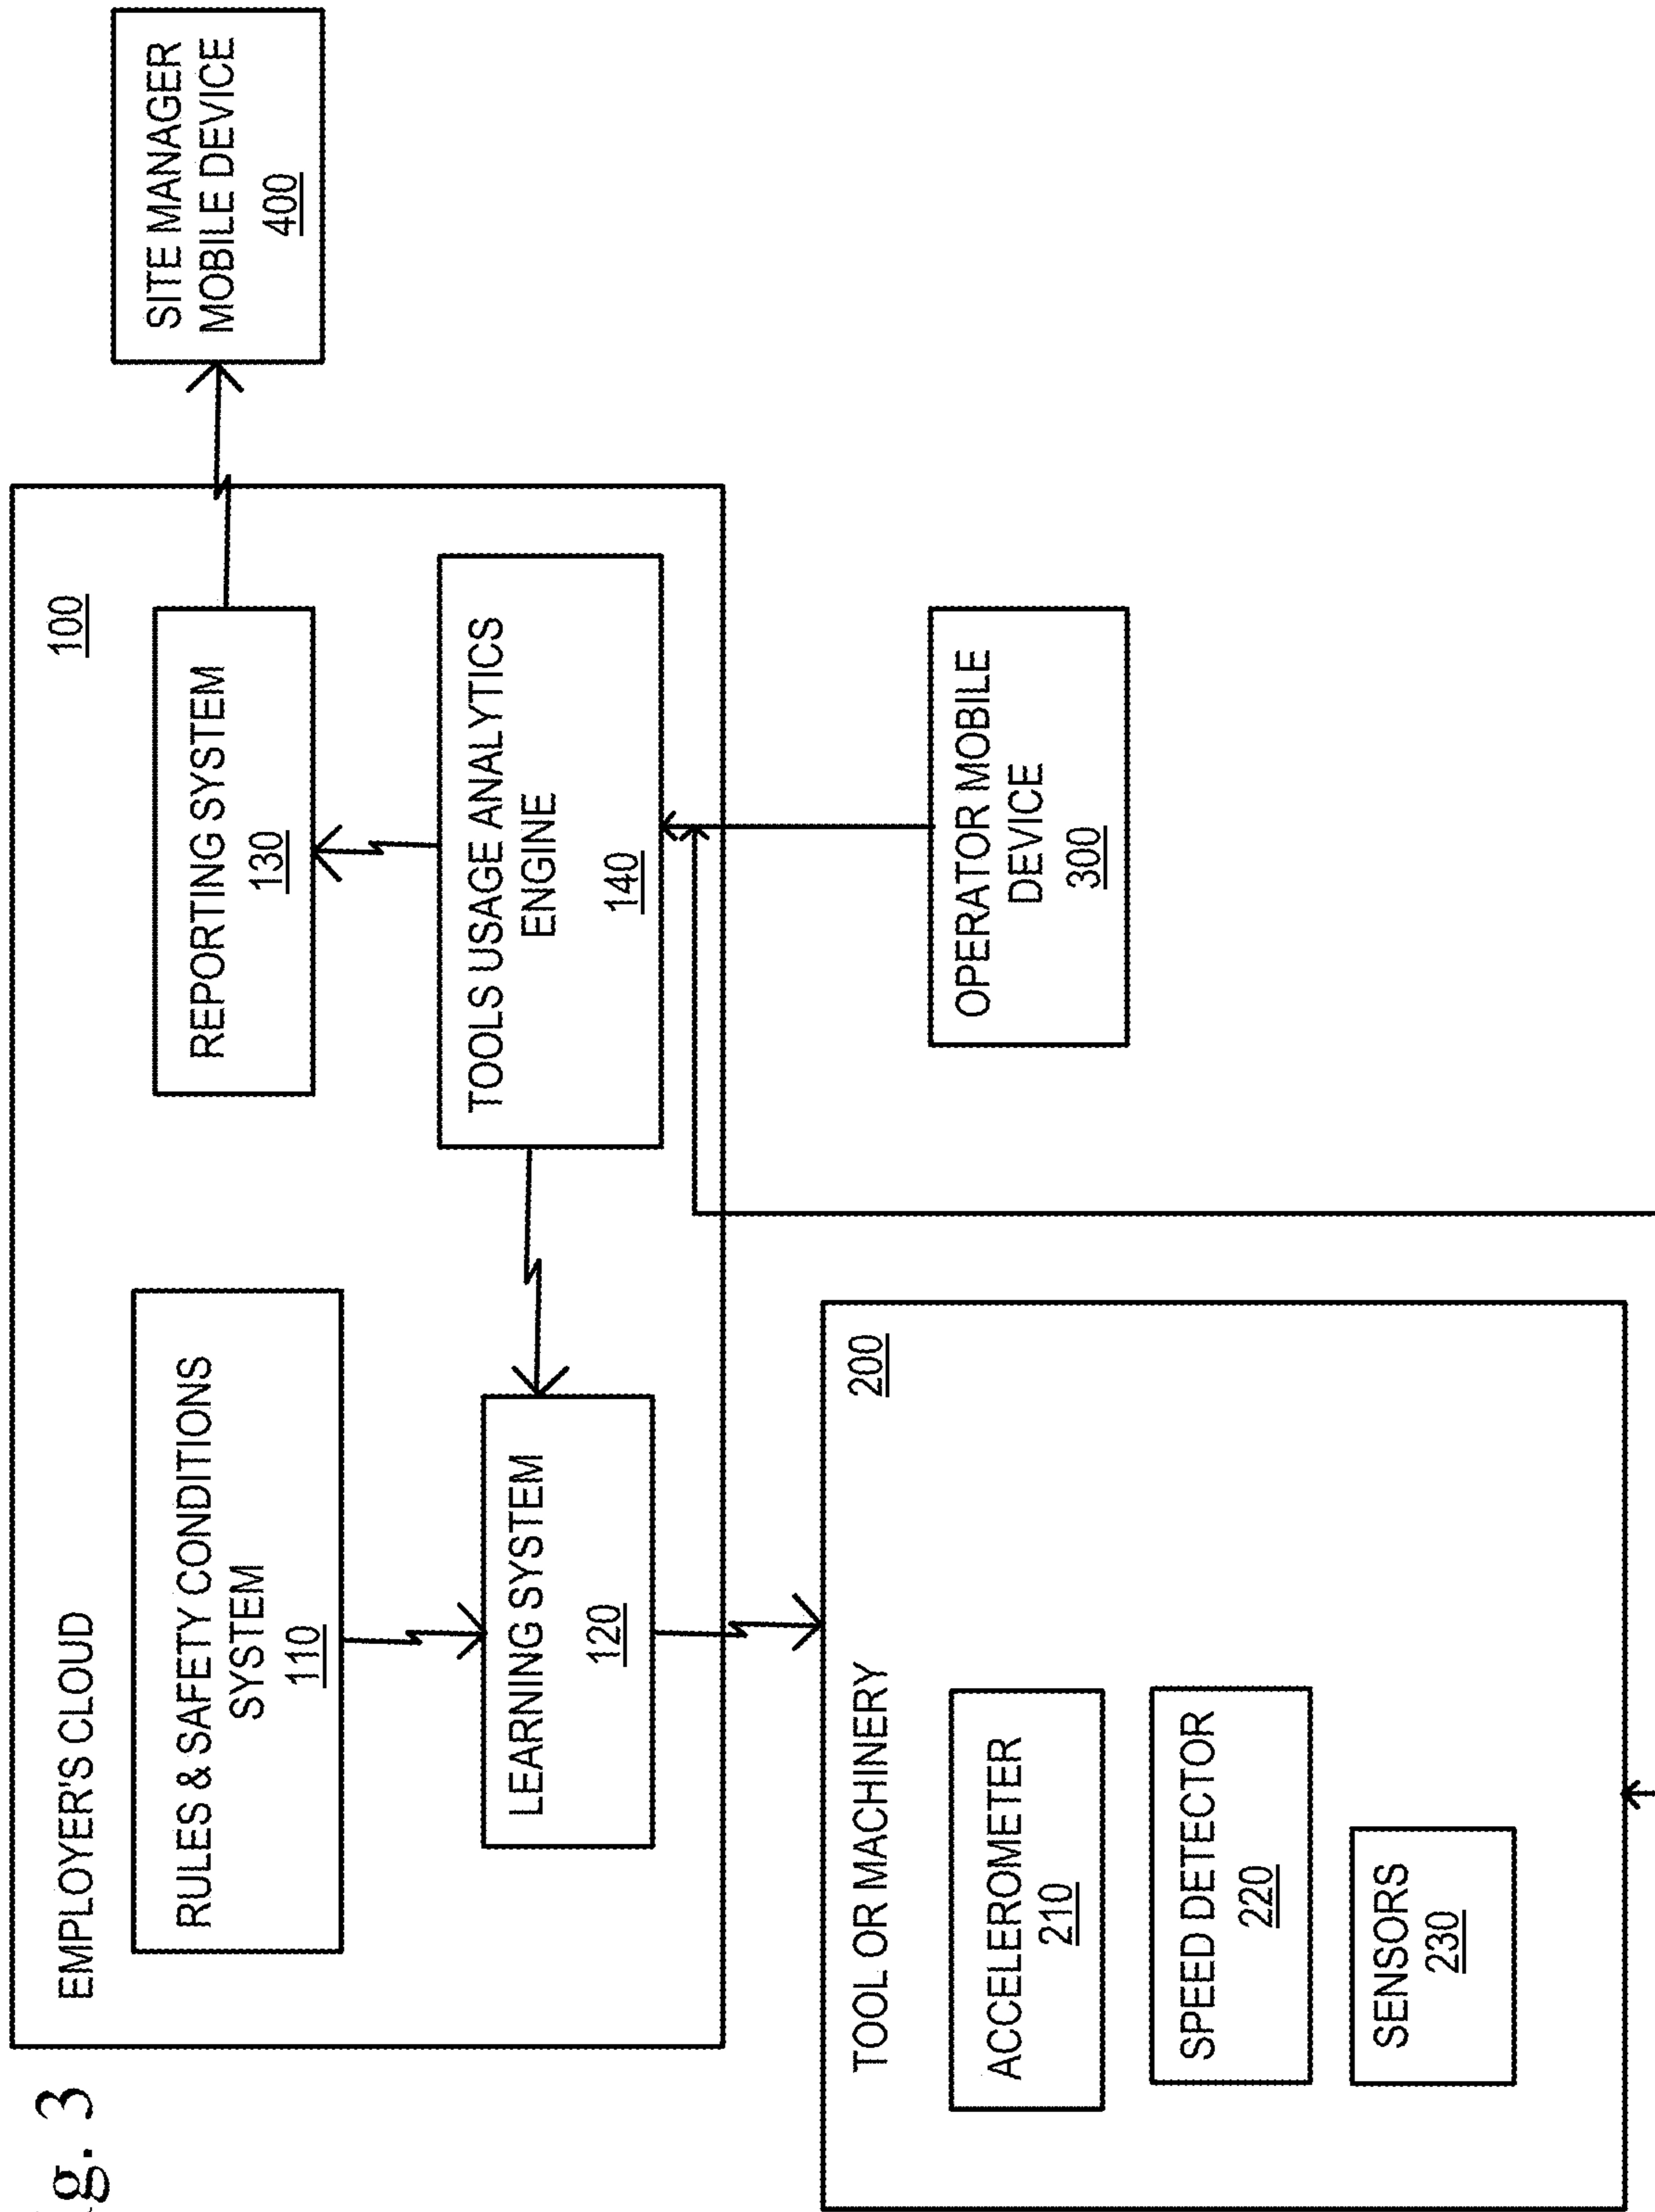 g. 3
EMPLOYER'S CLOUD
100
RULES & SAFETY CONDITIONS
SYSTEM
110
REPORTING SYSTEM
130
SITE MANAGER
MOBILE DEVICE
400
LEARNING SYSTEM
120
TOOLS USAGE ANALYTICS
ENGINE
140
TOOL OR MACHINERY
200
ACCELEROMETER
210
SPEED DETECTOR
220
SENSORS
230
OPERATOR MOBILE
DEVICE
300